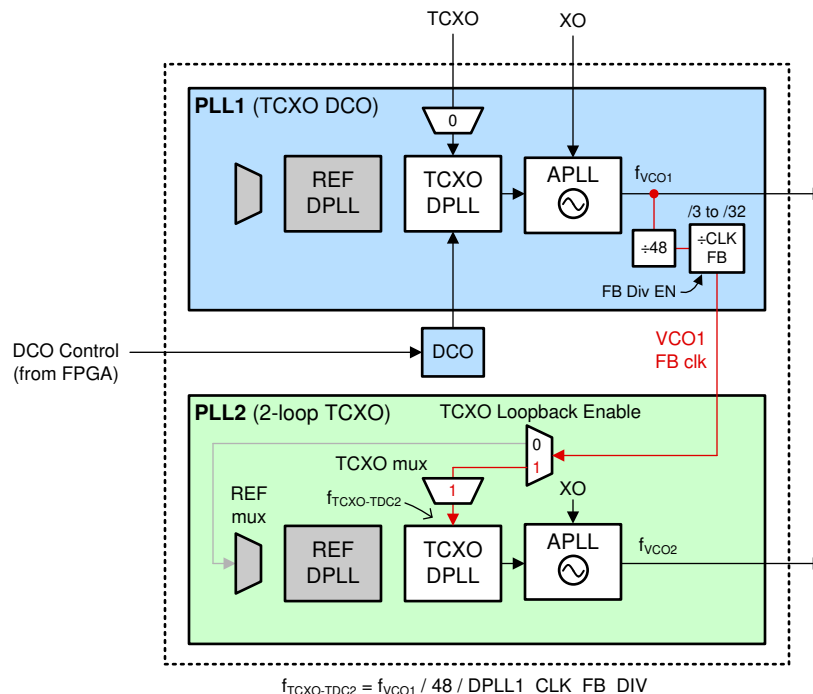 TCXO
XO
PLL1 (TCXO DCO)
0
REF
DPLL
TCXO
DPLL
APLL
fVCO1
/3 to /32
÷48
÷CLK
FB
FB Div EN
DCO Control
(from FPGA)
DCO
VCO1
FB clk
PLL2 (2-loop TCXO)
TCXO Loopback Enable
0
1
TCXO mux
1
REF
mux
fTCXO-TDC2
XO
REF
DPLL
TCXO
DPLL
APLL
fVCO2
fTCXO-TDC2 = fVCO1 / 48 / DPLL1_CLK_FB_DIV